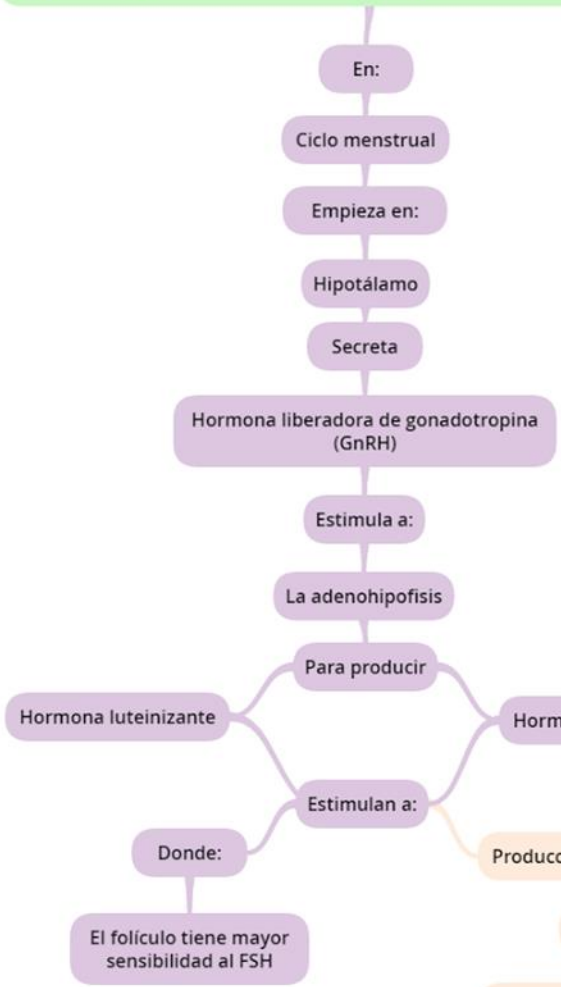 En:
Ciclo menstrual
Empieza en:
Hipotálamo
Secreta
Hormona liberadora de gonadotropina
(GnRH)
Estimula a:
La adenohipofisis
Para producir
Hormona luteinizante
Estimulan a:
Donde:
El folículo tiene mayor
sensibilidad al FSH